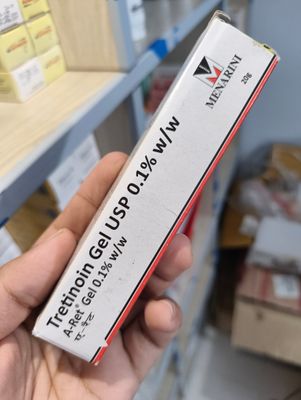 Tretinoin Gel USP 0.1% w/w
A-Ret® Gel 0.1% w/w
ए-रेट
MENARINI
20g